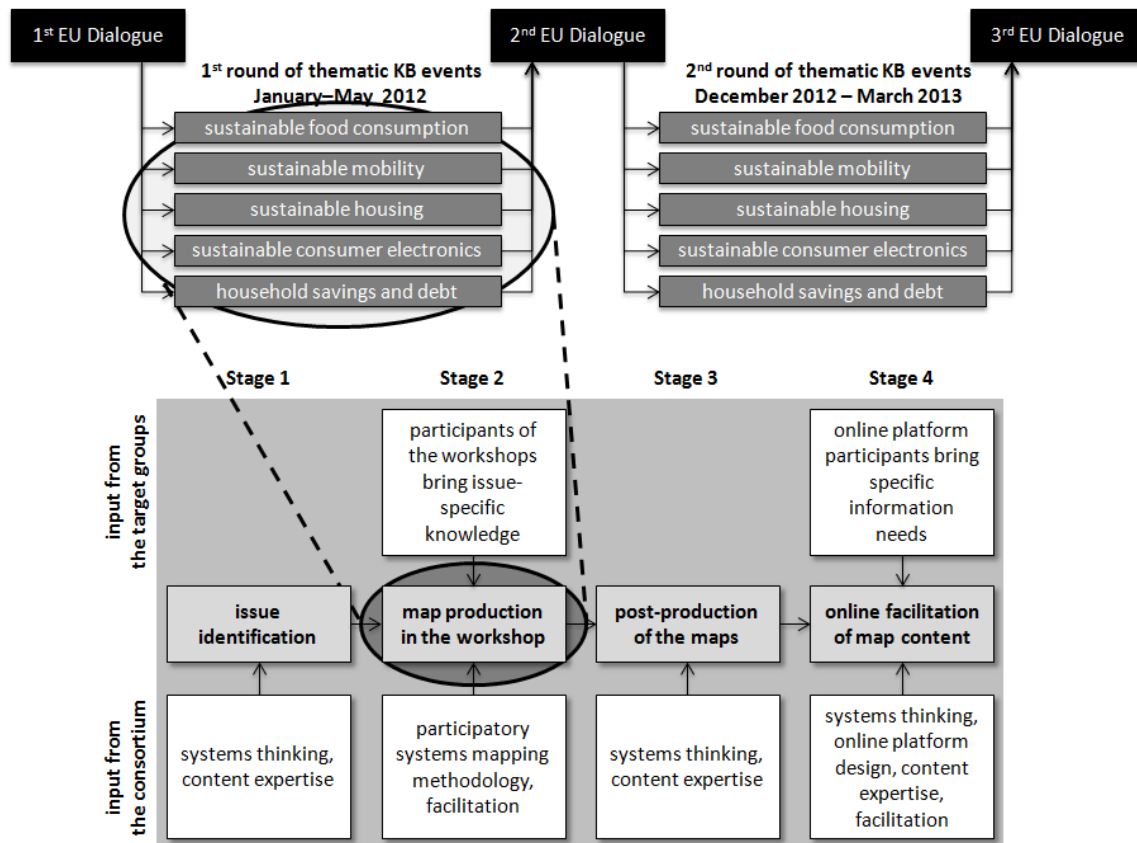 1st EU Dialogue
2nd EU Dialogue
3rd EU Dialogue
1st round of thematic KB events
January–May 2012
2nd round of thematic KB events
December 2012 – March 2013
sustainable food consumption
sustainable mobility
sustainable housing
sustainable consumer electronics
household savings and debt
sustainable food consumption
sustainable mobility
sustainable housing
sustainable consumer electronics
household savings and debt
Stage 1
Stage 2
Stage 3
Stage 4
input from
the target groups
participants of
the workshops
bring issue-
specific
knowledge
online platform
participants bring
specific
information
needs
issue
identification
map production
in the workshop
post-production
of the maps
online facilitation
of map content
input from
the consortium
systems thinking,
content expertise
participatory
systems mapping
methodology,
facilitation
systems thinking,
content expertise
systems thinking,
online platform
design, content
expertise,
facilitation